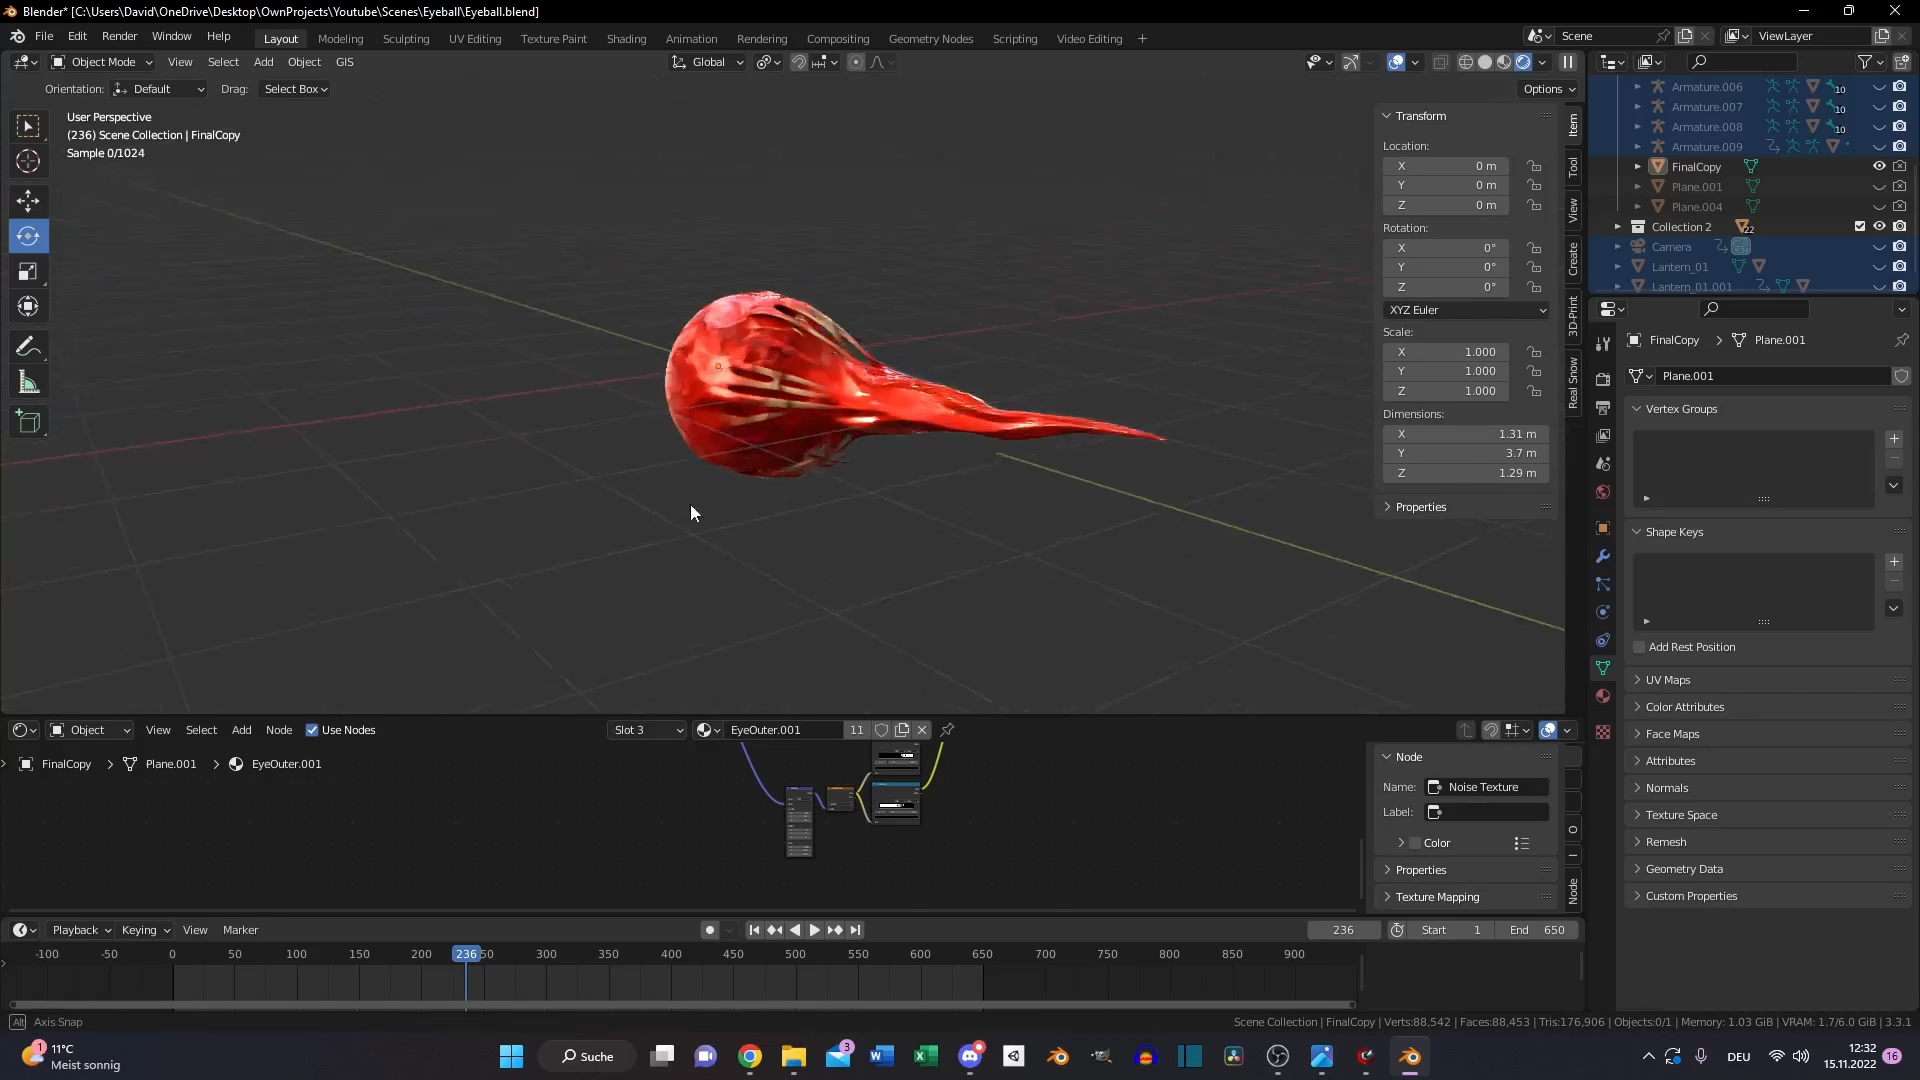 Blender* [C:\Users\David\OneDrive\Desktop\OwnProjects\Youtube\Scenes\Eyeball\Eyeball.blend]
File Edit Render Window Help Layout Modeling Sculpting UV Editing Texture Paint Shading Animation Rendering Compositing Geometry Nodes Scripting Video Editing + Scene ViewLayer
Object Mode View Select Add Object GIS Global
Orientation: Default Drag: Select Box Options
User Perspective
(236) Scene Collection | FinalCopy
Sample 0/1024
Transform
Location:
X 0 m
Y 0 m
Z 0 m
Rotation:
X 0°
Y 0°
Z 0°
XYZ Euler
Scale:
X 1.000
Y 1.000
Z 1.000
Dimensions:
X 1.31 m
Y 3.7 m
Z 1.29 m
Properties
Item
Tool
View
Create
3D-Print
Real Snow
Armature.006 10
Armature.007 10
Armature.008 10
Armature.009
FinalCopy
Plane.001
Plane.004
Collection 2 22
Camera
Lantern_01
Lantern_01.001
FinalCopy > Plane.001
Plane.001
Vertex Groups
Shape Keys
Add Rest Position
UV Maps
Color Attributes
Face Maps
Attributes
Normals
Texture Space
Remesh
Geometry Data
Custom Properties
Object View Select Add Node Use Nodes Slot 3 EyeOuter.001 11
FinalCopy > Plane.001 > EyeOuter.001
Node
Name: Noise Texture
Label:
Color
Properties
Texture Mapping
Node
Playback Keying View Marker 236 Start 1 End 650
-100 -50 0 50 100 150 200 236 50 300 350 400 450 500 550 600 650 700 750 800 850 900
Alt Axis Snap
Scene Collection | FinalCopy | Verts:88,542 | Faces:88,453 | Tris:176,906 | Objects:0/1 | Memory: 1.03 GiB | VRAM: 1.7/6.0 GiB | 3.3.1
1 11°C
Meist sonnig
Suche
3
DEU
12:32
15.11.2022
16